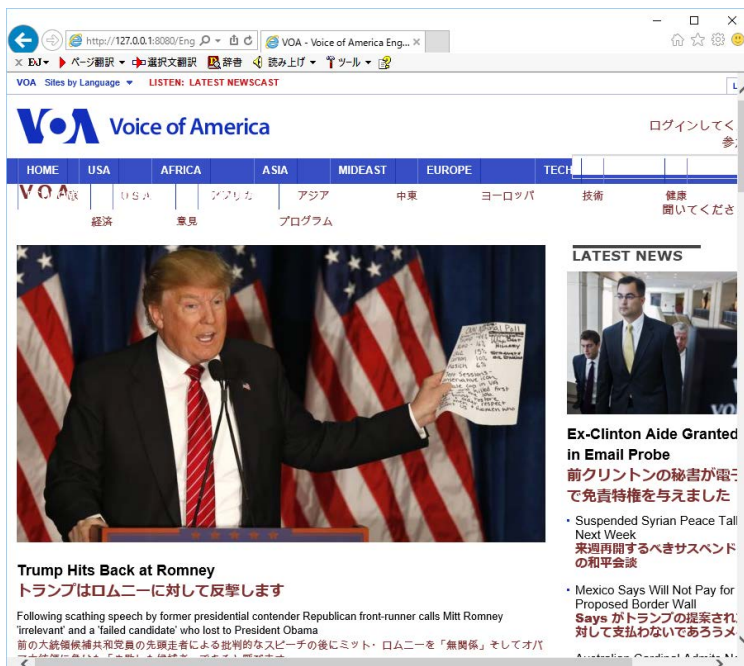 http://127.0.0.1:8080/Eng
VOA - Voice of America Eng...
ページ翻訳
選択文翻訳
辞書
読み上げ
ツール
VOA Sites by Language LISTEN: LATEST NEWSCAST
VOA Voice of America
ログインしてく
HOME USA AFRICA ASIA MIDEAST EUROPE TECH
VOA
USA アフリカ アジア 中東 ヨーロッパ 技術 健康
聞いてくださ
経済 意見 プログラム
LATEST NEWS
Ex-Clinton Aide Granted
in Email Probe
前クリントンの秘書が電子
で免責特権を与えました
Suspended Syrian Peace Tal
Next Week
来週再開するべきサスペンド
の和平会談
Mexico Says Will Not Pay for
Proposed Border Wall
Says がトランプの提案され
対して支払わないであろうメ
Trump Hits Back at Romney
トランプはロムニーに対して反撃します
Following scathing speech by former presidential contender Republican front-runner calls Mitt Romney
'irrelevant' and a 'failed candidate' who lost to President Obama
前の大統領候補共和党員の先頭走者による批判的なスピーチの後にミット・ロムニーを「無関係」そしてオバ